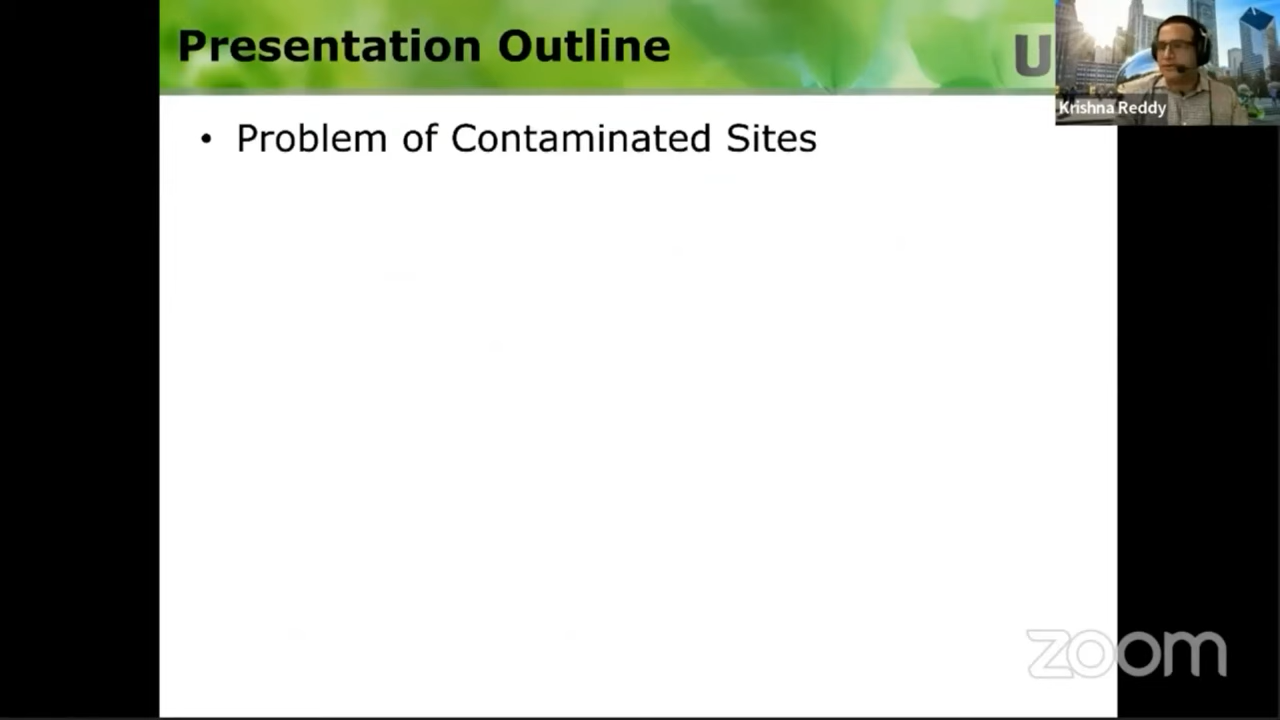 Presentation Outline
U
Krishna Reddy
• Problem of Contaminated Sites
zoom